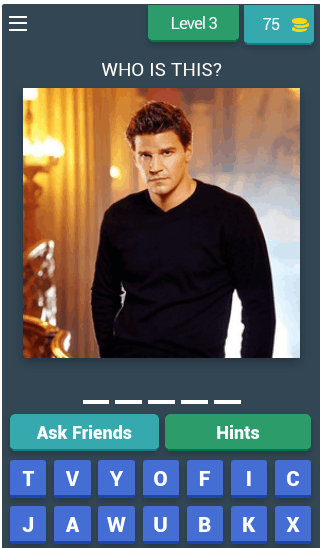 Level 3
75
WHO IS THIS?
Ask Friends
Hints
T V Y O F I C
J A W U B K X